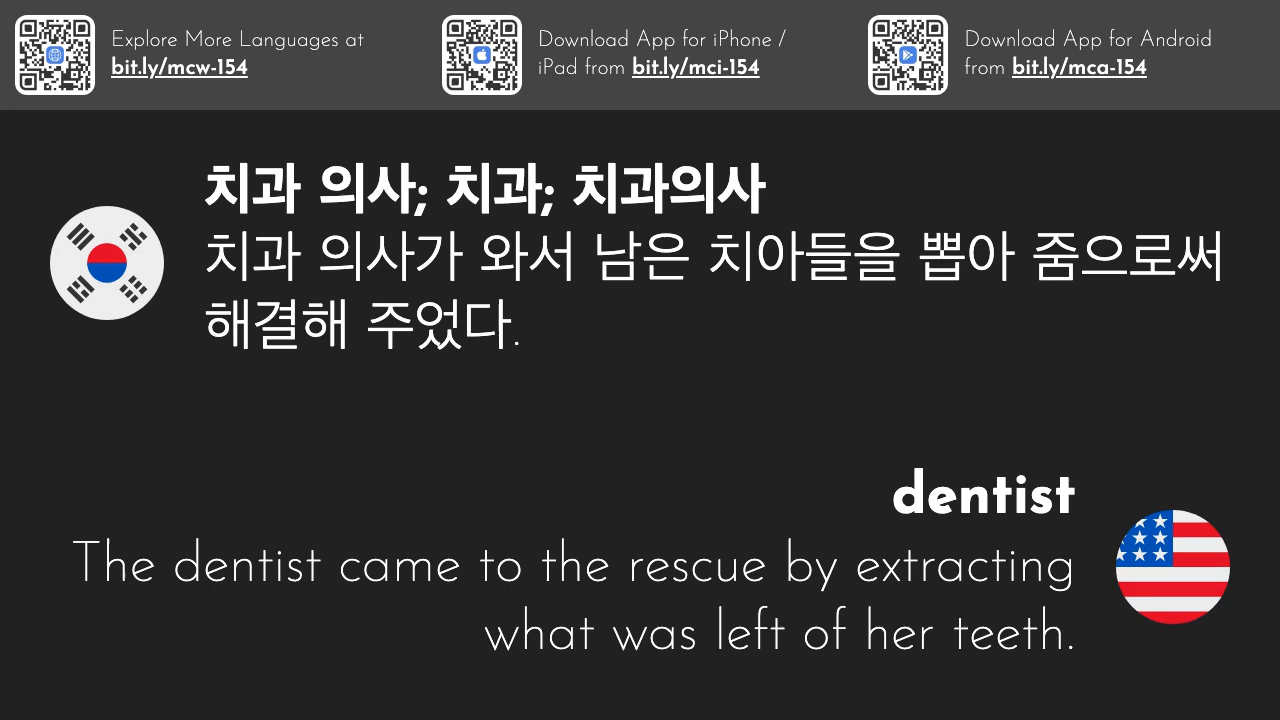 Explore More Languages at
bit.ly/mcw-154
Download App for iPhone /
iPad from bit.ly/mci-154
Download App for Android
from bit.ly/mca-154
치과 의사; 치과; 치과의사
치과 의사가 와서 남은 치아들을 뽑아 줌으로써
해결해 주었다.
dentist
The dentist came to the rescue by extracting
what was left of her teeth.